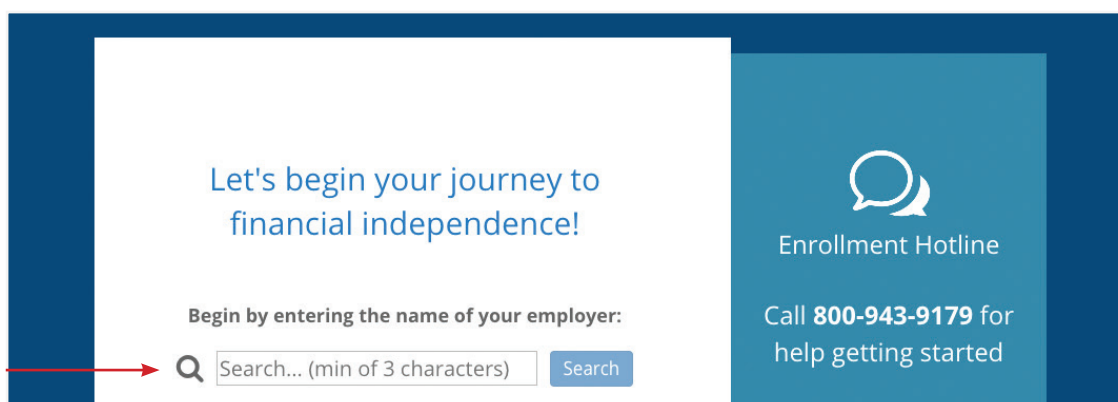 Let's begin your journey to
financial independence!
Begin by entering the name of your employer:
Search... (min of 3 characters)
Search
Enrollment Hotline
Call 800-943-9179 for
help getting started